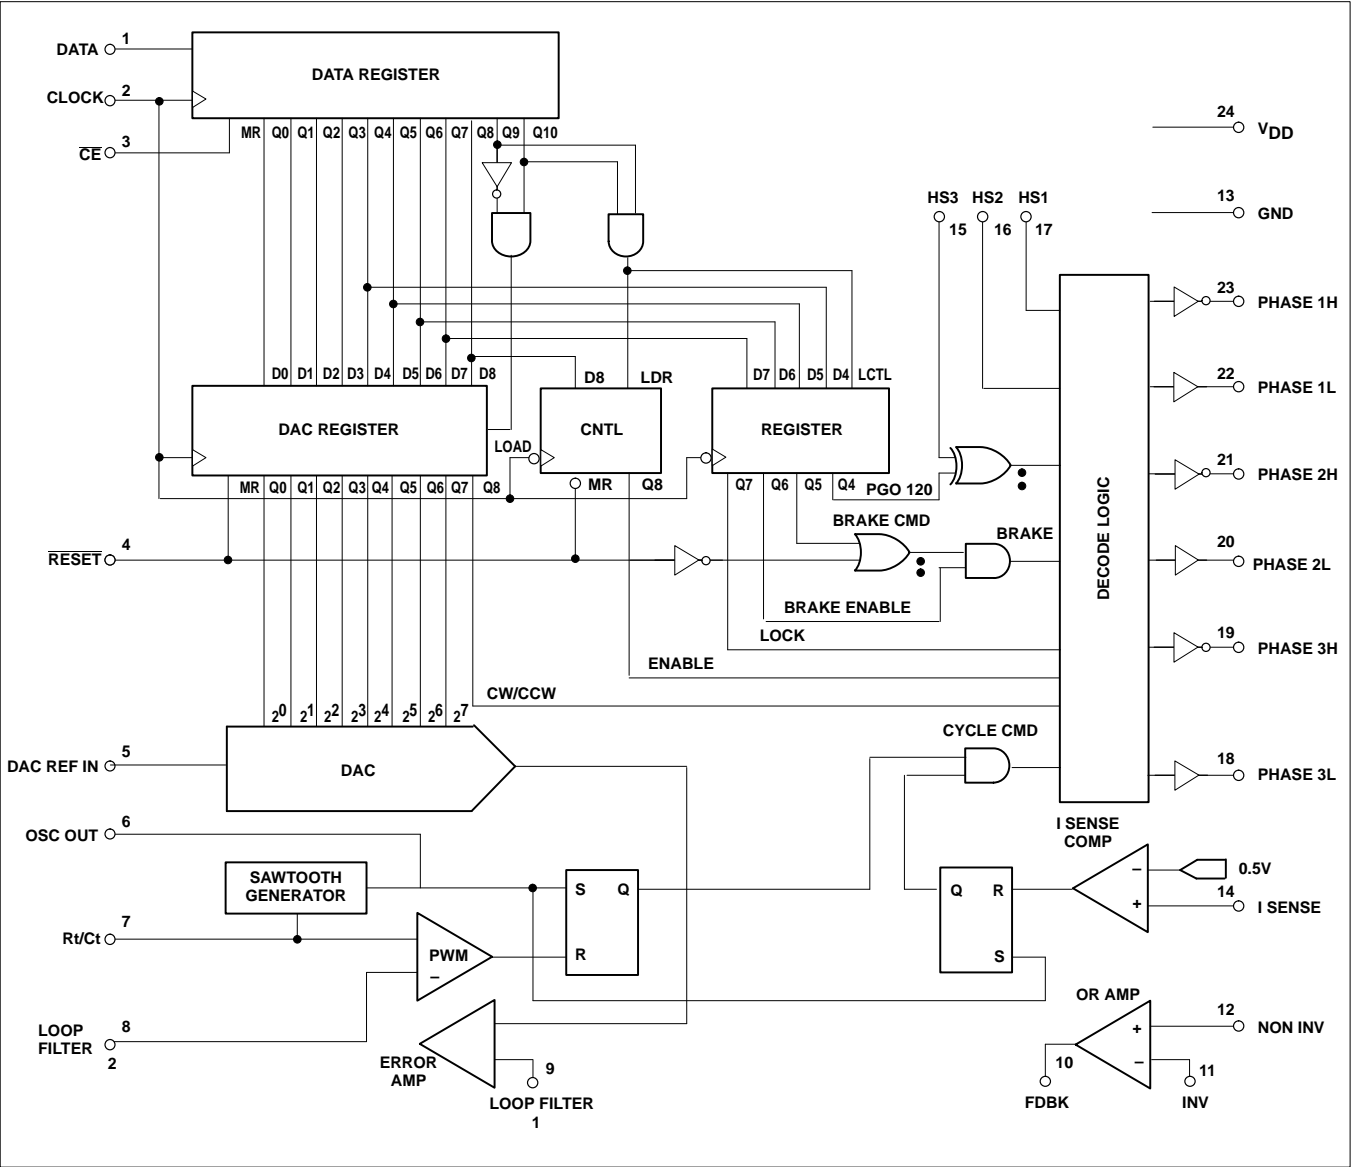 DATA 1
DATA REGISTER
CLOCK 2
CE 3
MR Q0 Q1 Q2 Q3 Q4 Q5 Q6 Q7 Q8 Q9 Q10
24 VDD
13 GND
HS3 HS2 HS1
15 16 17
23 PHASE 1H
D0 D1 D2 D3 D4 D5 D6 D7 D8
D8 LDR
D7 D6 D5 D4 LCTL
22 PHASE 1L
DAC REGISTER
LOAD
CNTL
REGISTER
MR Q0 Q1 Q2 Q3 Q4 Q5 Q6 Q7 Q8
MR Q8
Q7 Q6 Q5 Q4
PGO 120
21 PHASE 2H
BRAKE CMD
BRAKE
DECODE LOGIC
RESET 4
20 PHASE 2L
BRAKE ENABLE
LOCK
19 PHASE 3H
ENABLE
CW/CCW
2^0 2^1 2^2 2^3 2^4 2^5 2^6 2^7
CYCLE CMD
DAC REF IN 5
DAC
18 PHASE 3L
OSC OUT 6
I SENSE
COMP
SAWTOOTH
GENERATOR
S Q
R
Q R
S
–
+
0.5V
14 I SENSE
Rt/Ct 7
PWM
–
LOOP
FILTER
8
2
ERROR
AMP
9
LOOP FILTER
1
OR AMP
+
–
12 NON INV
10
FDBK
11
INV